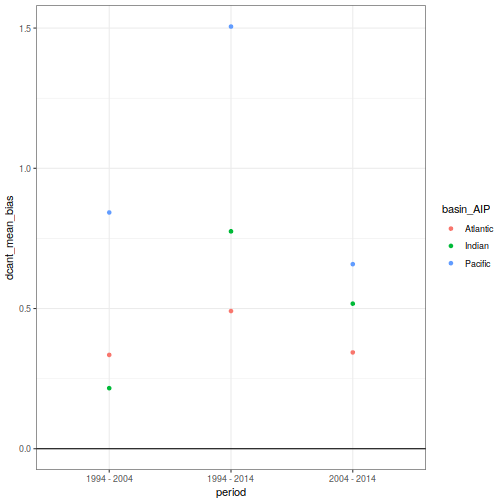 1.5
1.0
0.5
0.0
dcant_mean_bias
1994 - 2004
1994 - 2014
2004 - 2014
period
basin_AIP
Atlantic
Indian
Pacific